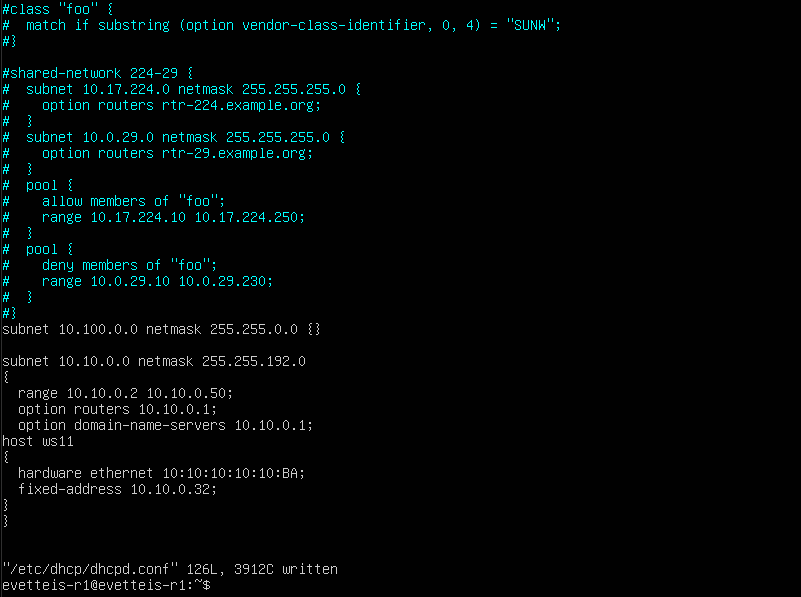 #class "foo" {
#  match if substring (option vendor-class-identifier, 0, 4) = "SUNW";
#}

#shared-network 224-29 {
#  subnet 10.17.224.0 netmask 255.255.255.0 {
#    option routers rtr-224.example.org;
#  }
#  subnet 10.0.29.0 netmask 255.255.255.0 {
#    option routers rtr-29.example.org;
#  }
#  pool {
#    allow members of "foo";
#    range 10.17.224.10 10.17.224.250;
#  }
#  pool {
#    deny members of "foo";
#    range 10.0.29.10 10.0.29.230;
#  }
#}
subnet 10.100.0.0 netmask 255.255.0.0 {}

subnet 10.10.0.0 netmask 255.255.192.0
{
  range 10.10.0.2 10.10.0.50;
  option routers 10.10.0.1;
  option domain-name-servers 10.10.0.1;
host ws11
{
  hardware ethernet 10:10:10:10:10:BA;
  fixed-address 10.10.0.32;
}
}

"/etc/dhcp/dhcpd.conf" 126L, 3912C written
evetteis-r1@evetteis-r1:~$